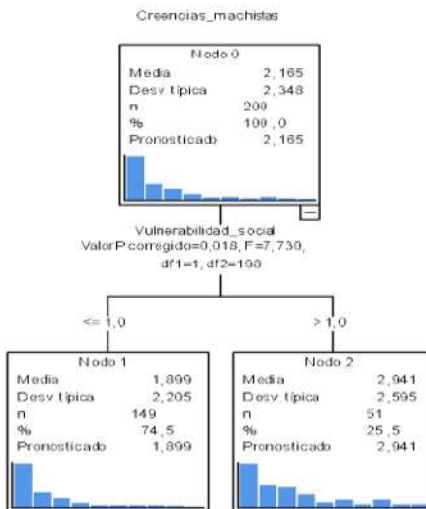 Creencias_machistas
Nodo 0
Media 2,165
Desv.típica 2,348
n 200
% 100,0
Pronosticado 2,165
Vulnerabilidad_social
ValorP corregido=0,018, F=7,730,
df1=1, df2=198
<= 1,0
> 1,0
Nodo 1
Media 1,899
Desv.típica 2,205
n 149
% 74,5
Pronosticado 1,899
Nodo 2
Media 2,941
Desv.típica 2,595
n 51
% 25,5
Pronosticado 2,941